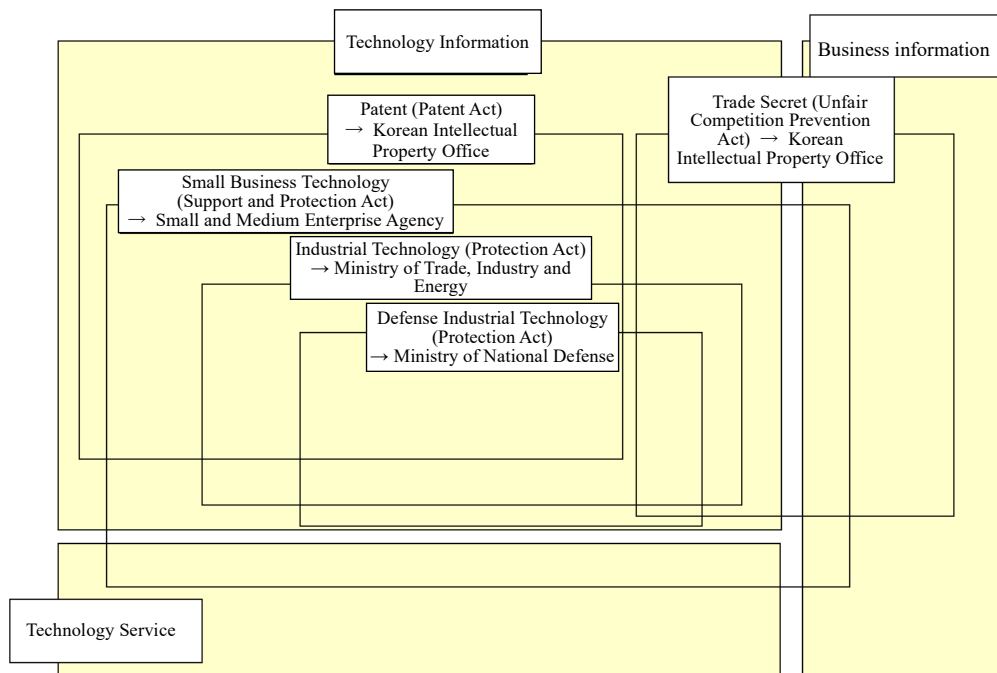 Technology Information
Business information
Patent (Patent Act)
→ Korean Intellectual
Property Office
Trade Secret (Unfair
Competition Prevention
Act) → Korean
Intellectual Property Office
Small Business Technology
(Support and Protection Act)
→ Small and Medium Enterprise Agency
Industrial Technology (Protection Act)
→ Ministry of Trade, Industry and
Energy
Defense Industrial Technology
(Protection Act)
→ Ministry of National Defense
Technology Service